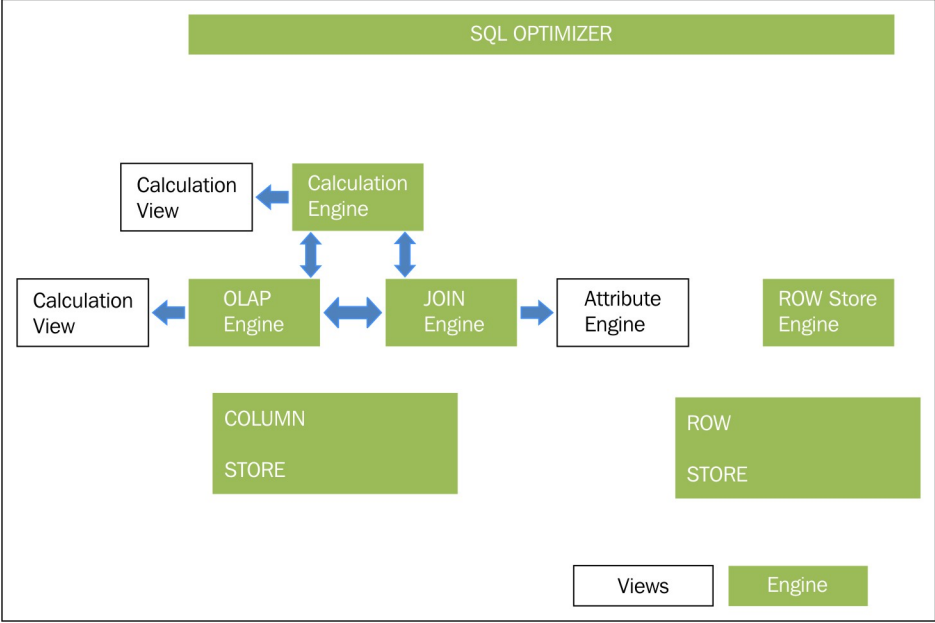 SQL OPTIMIZER
Calculation
View
Calculation
Engine
Calculation
View
OLAP
Engine
JOIN
Engine
Attribute
Engine
ROW Store
Engine
COLUMN
STORE
ROW
STORE
Views
Engine